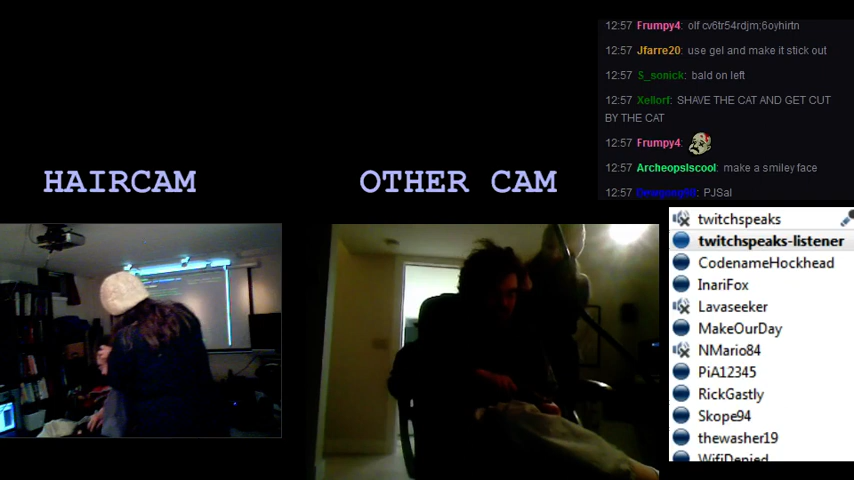 12:57 Frumpy4: olf cv6tr54rdjm;6oyhirtn
12:57 Jfarre20: use gel and make it stick out
12:57 S_sonick: bald on left
12:57 Xellorf: SHAVE THE CAT AND GET CUT
BY THE CAT
12:57 Frumpy4:
12:57 Archeopslscool: make a smiley face
12:57 PJSal
HAIRCAM
OTHER CAM
twitchspeaks
twitchspeaks-listener
CodenameHockhead
InariFox
Lavaseeker
MakeOurDay
NMario84
PiA12345
RickGastly
Skope94
thewasher19
WifiDenied